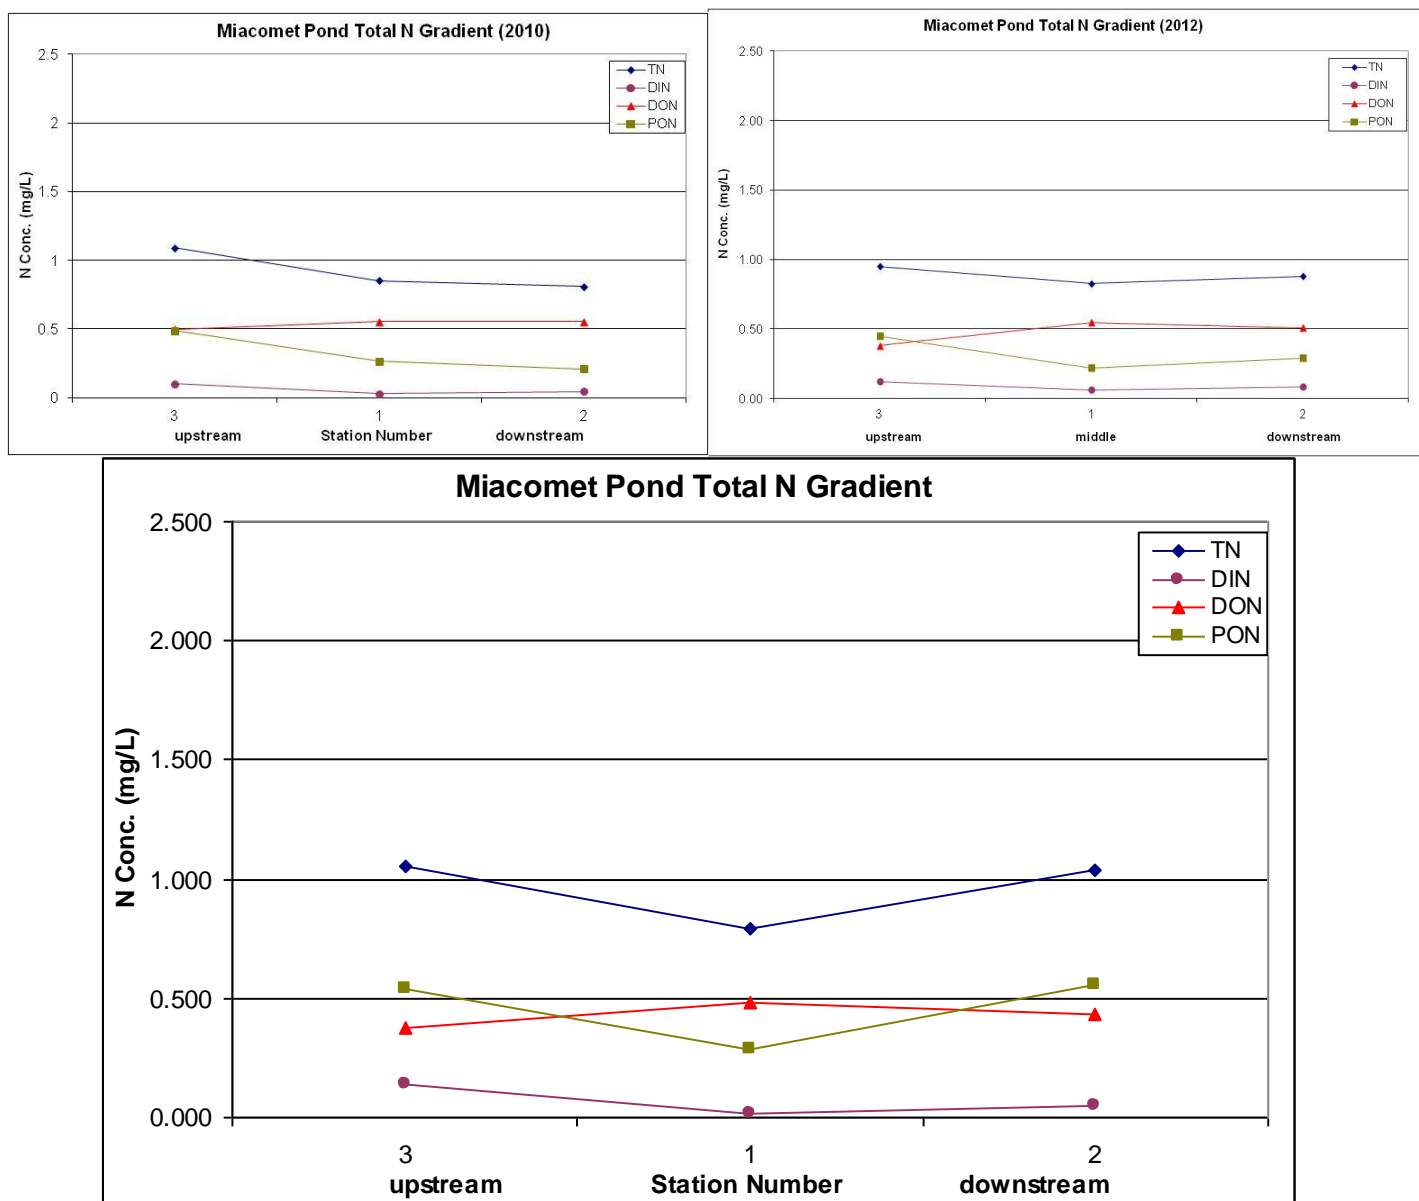 Miacomet Pond Total N Gradient (2010)
2.5
2
1.5
1
0.5
0
N Conc. (mg/L)
TN
DIN
DON
PON
3 1 2
upstream Station Number downstream
Miacomet Pond Total N Gradient (2012)
2.50
2.00
1.50
1.00
0.50
0.00
N Conc. (mg/L)
TN
DIN
DON
PON
3 1 2
upstream middle downstream
Miacomet Pond Total N Gradient
2.500
2.000
1.500
1.000
0.500
0.000
N Conc. (mg/L)
TN
DIN
DON
PON
3 1 2
upstream Station Number downstream